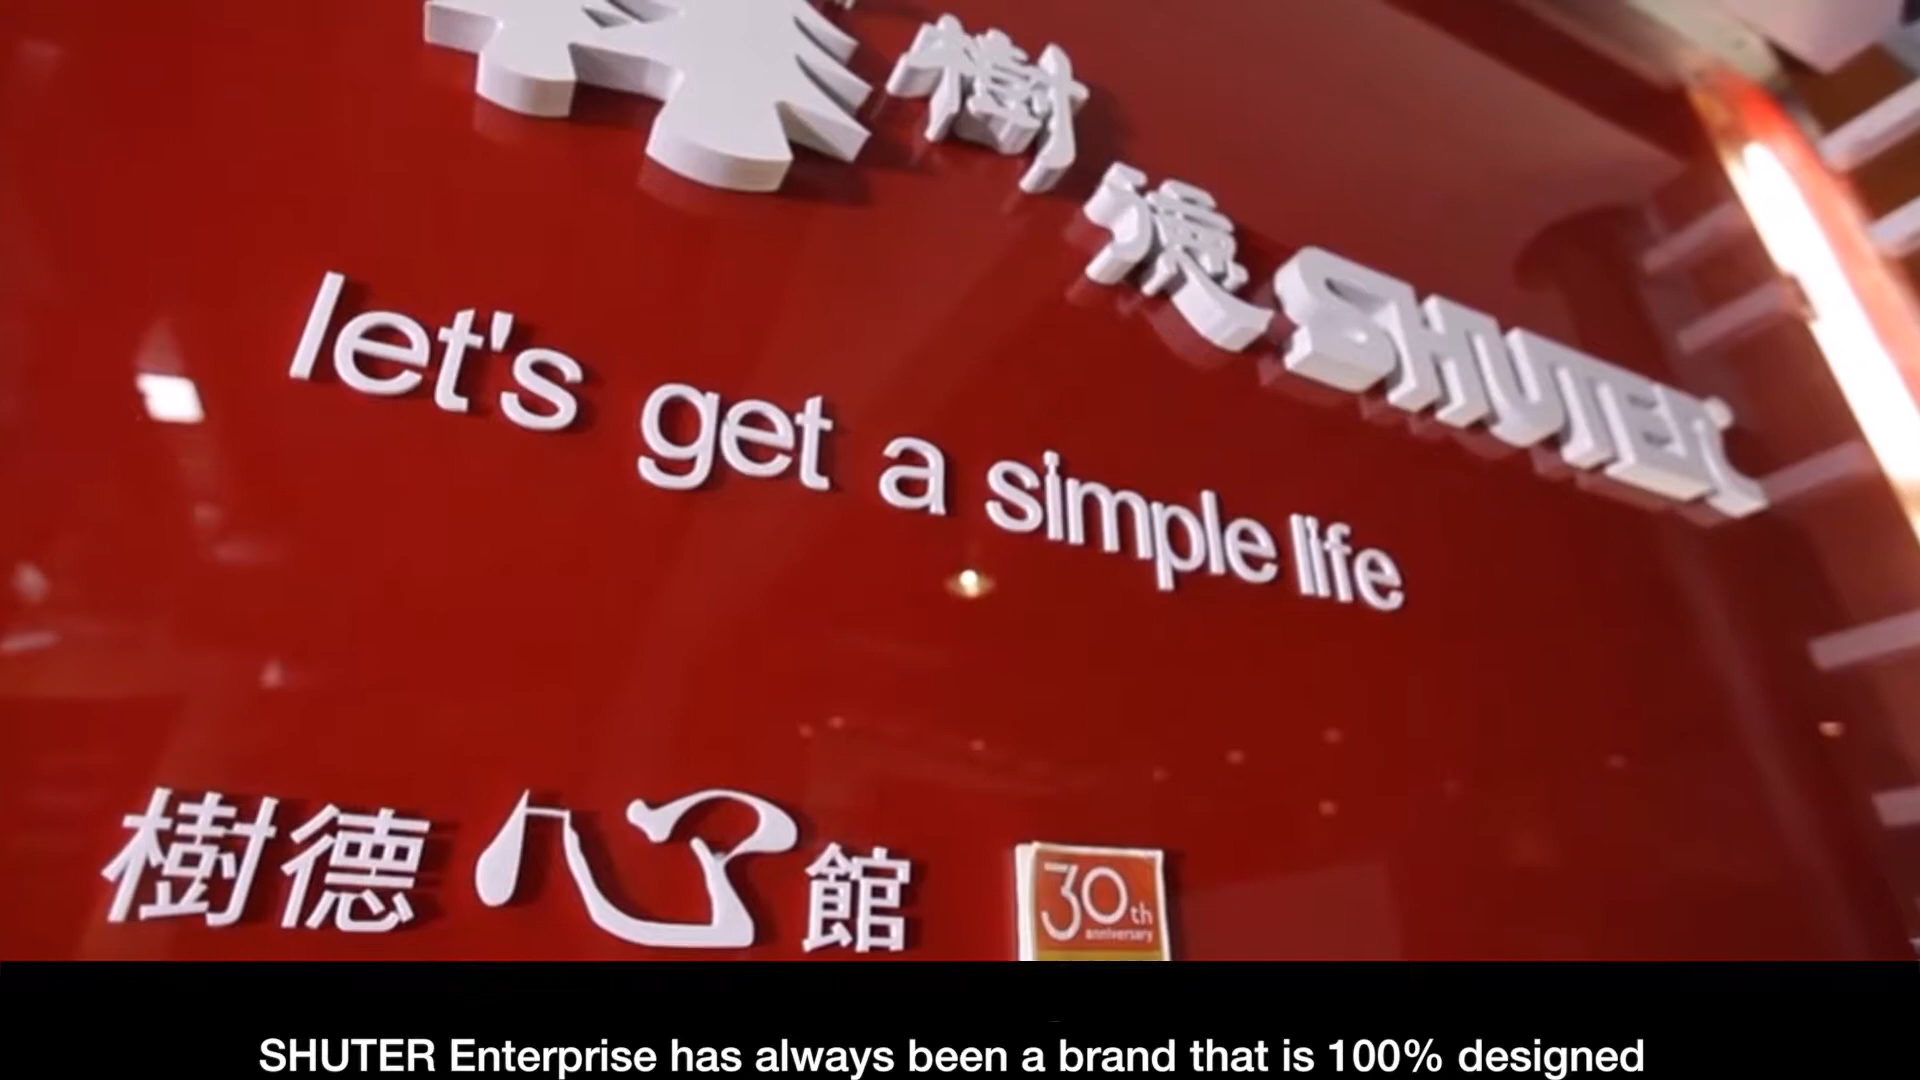 樹德 SHUTER
let's get a simple life
樹德心館
30th
anniversary
SHUTER Enterprise has always been a brand that is 100% designed